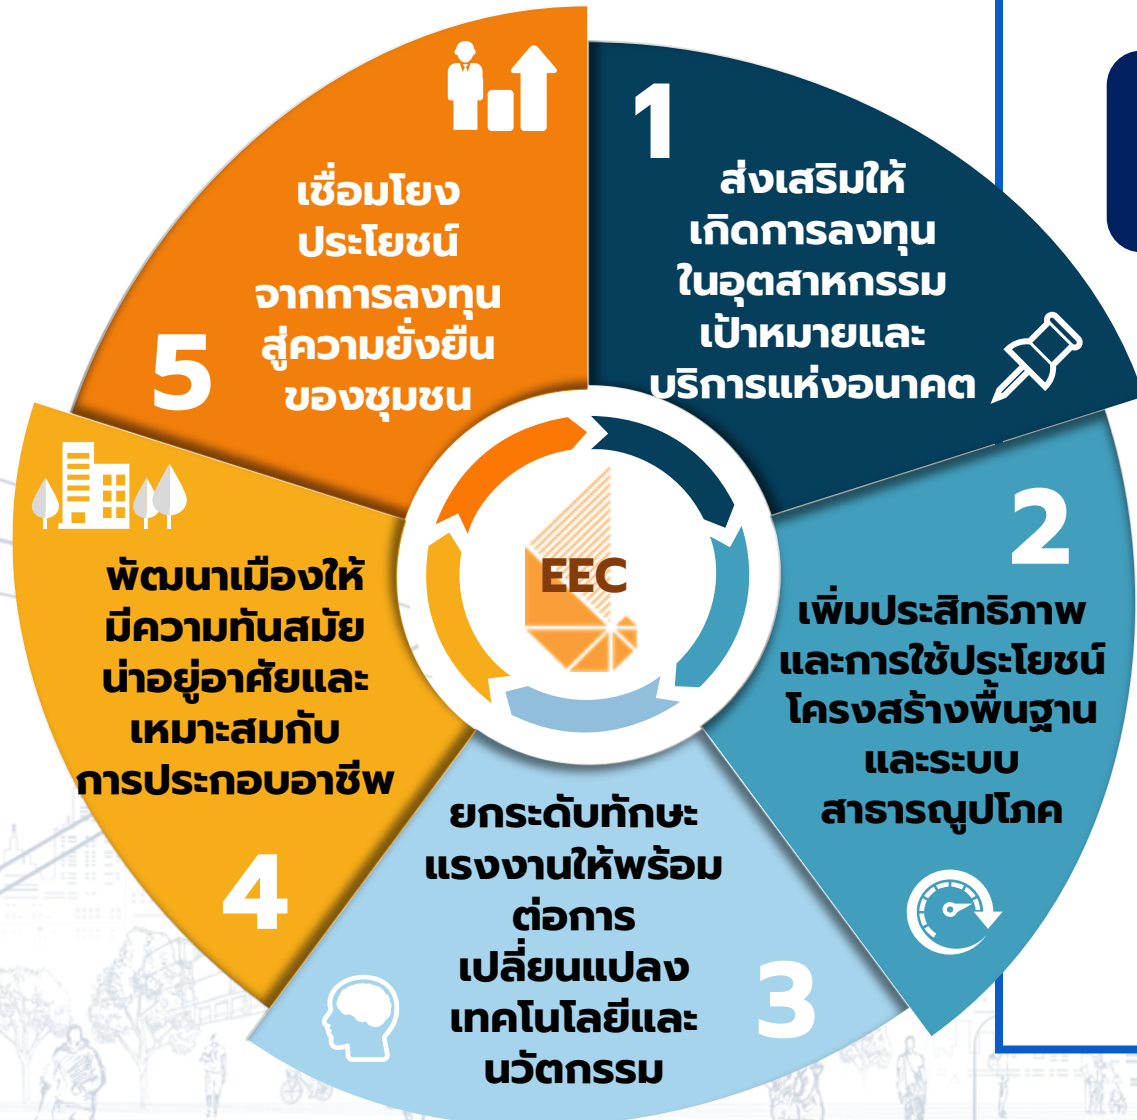 1
ส่งเสริมให้
เกิดการลงทุน
ในอุตสาหกรรม
เป้าหมายและ
บริการแห่งอนาคต
2
เพิ่มประสิทธิภาพ
และการใช้ประโยชน์
โครงสร้างพื้นฐาน
และระบบ
สาธารณูปโภค
3
ยกระดับทักษะ
แรงงานให้พร้อม
ต่อการ
เปลี่ยนแปลง
เทคโนโลยีและ
นวัตกรรม
4
พัฒนาเมืองให้
มีความทันสมัย
น่าอยู่อาศัยและ
เหมาะสมกับ
การประกอบอาชีพ
5
เชื่อมโยง
ประโยชน์
จากการลงทุน
สู่ความยั่งยืน
ของชุมชน
EEC